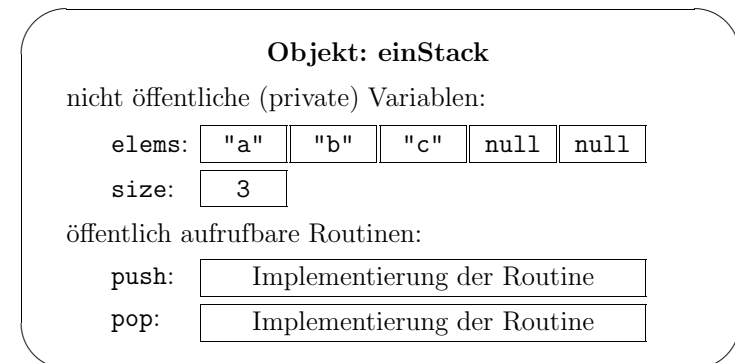 Objekt: einStack
nicht öffentliche (private) Variablen:
elems: "a" "b" "c" null null
size: 3
öffentlich aufrufbare Routinen:
push: Implementierung der Routine
pop: Implementierung der Routine